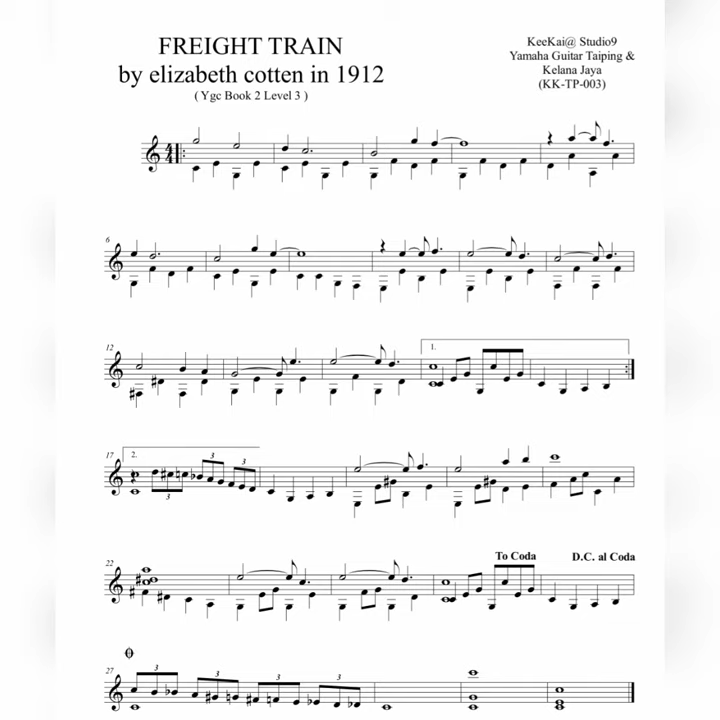 FREIGHT TRAIN
by elizabeth cotten in 1912
( Ygc Book 2 Level 3 )
KeeKai@ Studio9
Yamaha Guitar Taiping &
Kelana Jaya
(KK-TP-003)
6
12
1.
17
2.
3 3 3
22
To Coda
D.C. al Coda
27
3 3 3 3 3